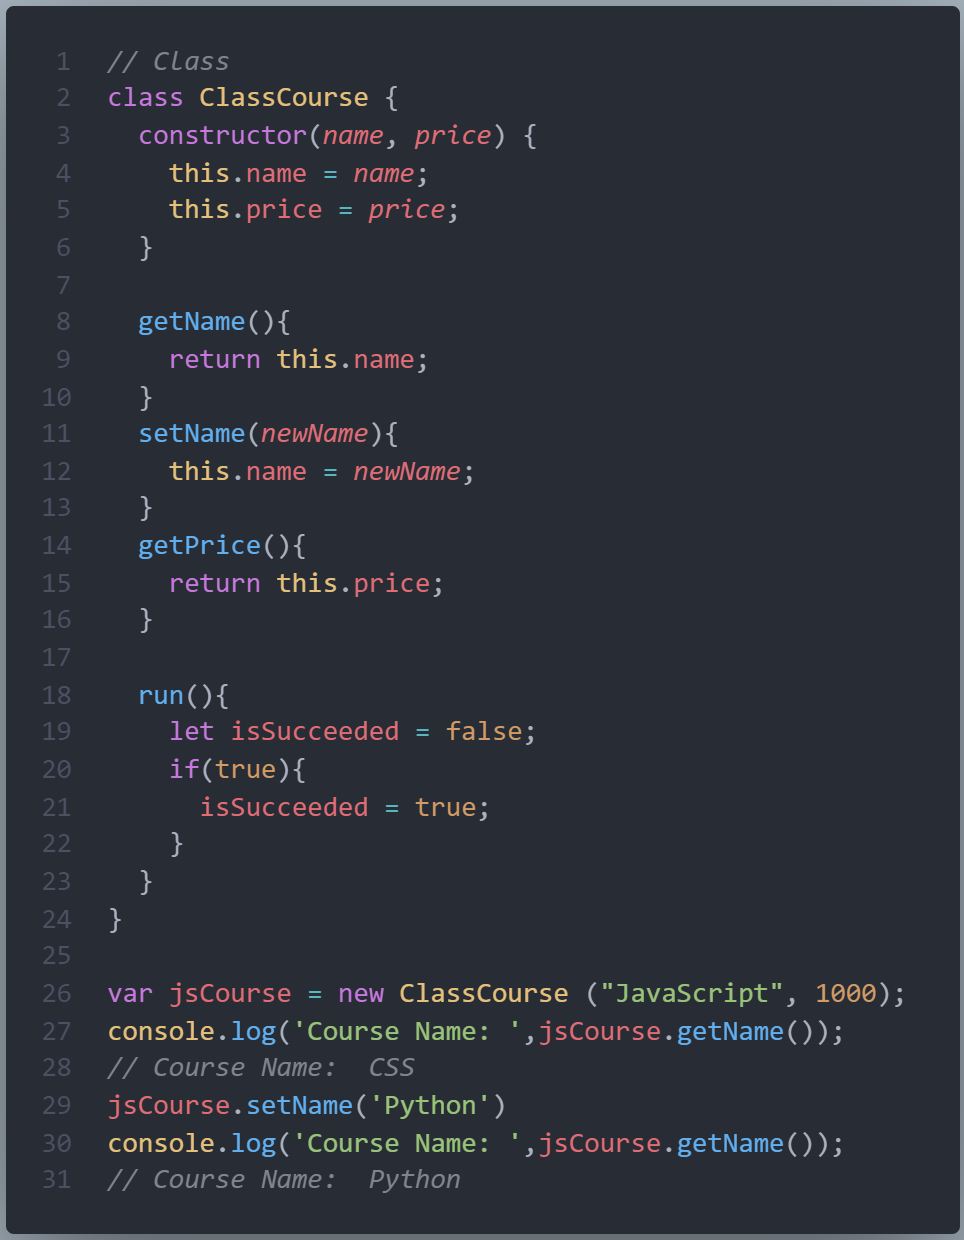 1 // Class
2 class ClassCourse {
3   constructor(name, price) {
4     this.name = name;
5     this.price = price;
6   }
7
8   getName(){
9     return this.name;
10   }
11   setName(newName){
12     this.name = newName;
13   }
14   getPrice(){
15     return this.price;
16   }
17
18   run(){
19     let isSucceeded = false;
20     if(true){
21       isSucceeded = true;
22     }
23   }
24 }
25
26 var jsCourse = new ClassCourse ("JavaScript", 1000);
27 console.log('Course Name: ',jsCourse.getName());
28 // Course Name:  CSS
29 jsCourse.setName('Python')
30 console.log('Course Name: ',jsCourse.getName());
31 // Course Name:  Python